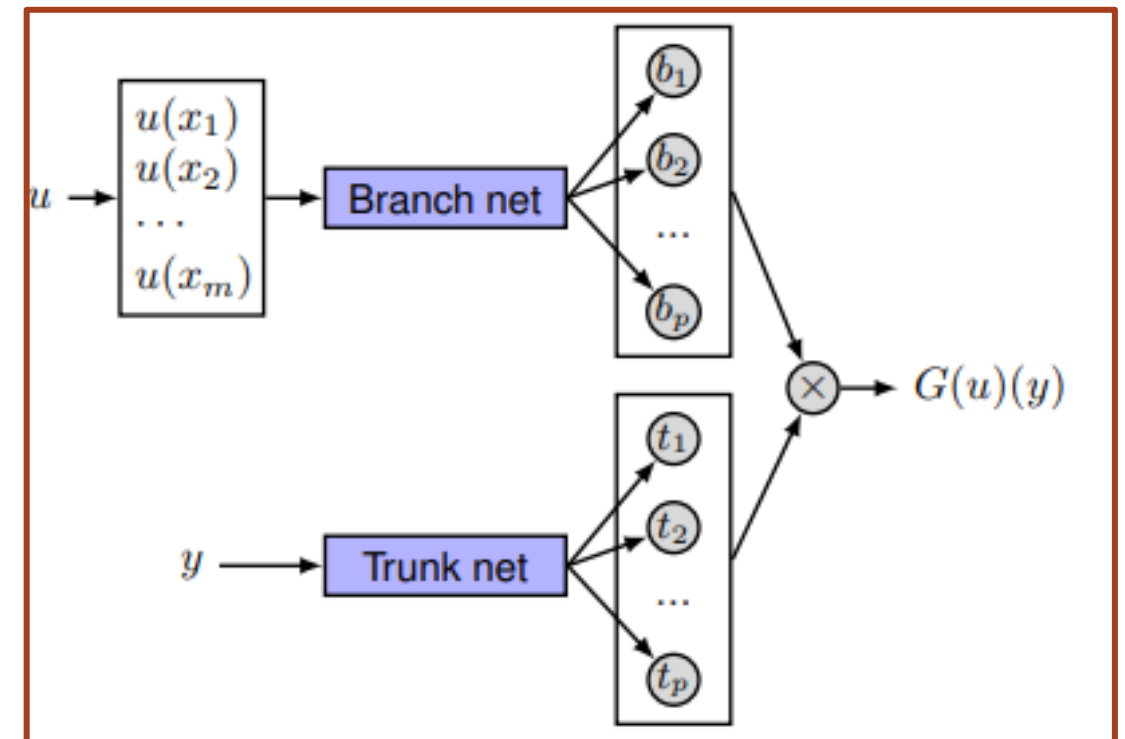 u
u(x₁)
u(x₂)
...
u(xₘ)
Branch net
b₁
b₂
...
bₚ
×
G(u)(y)
y
Trunk net
t₁
t₂
...
tₚ